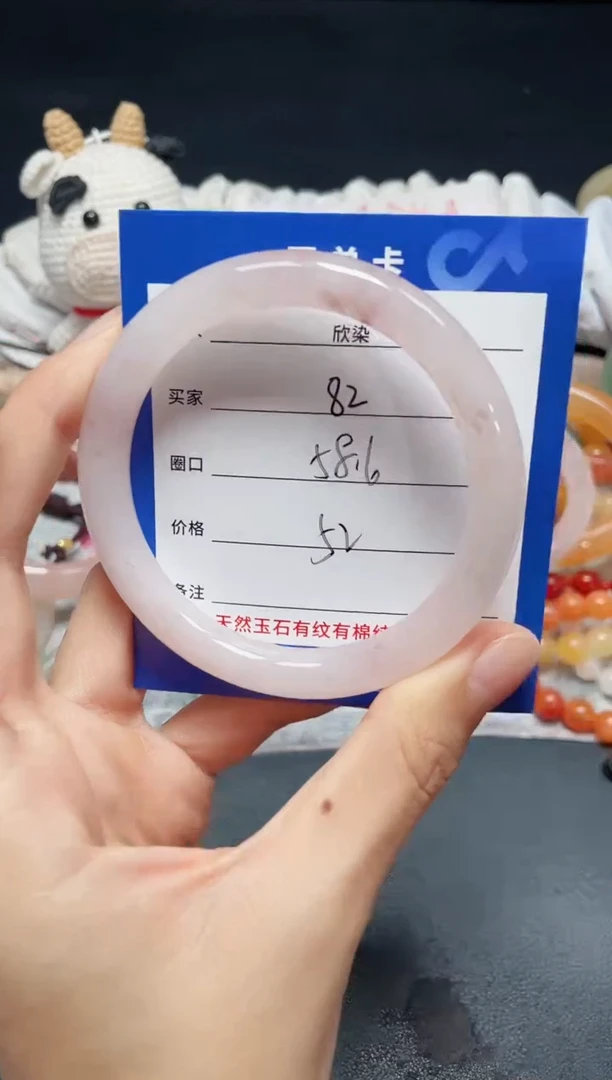 欣染
买家 82
圈口 58.6
价格 52
备注
天然玉石有纹有棉